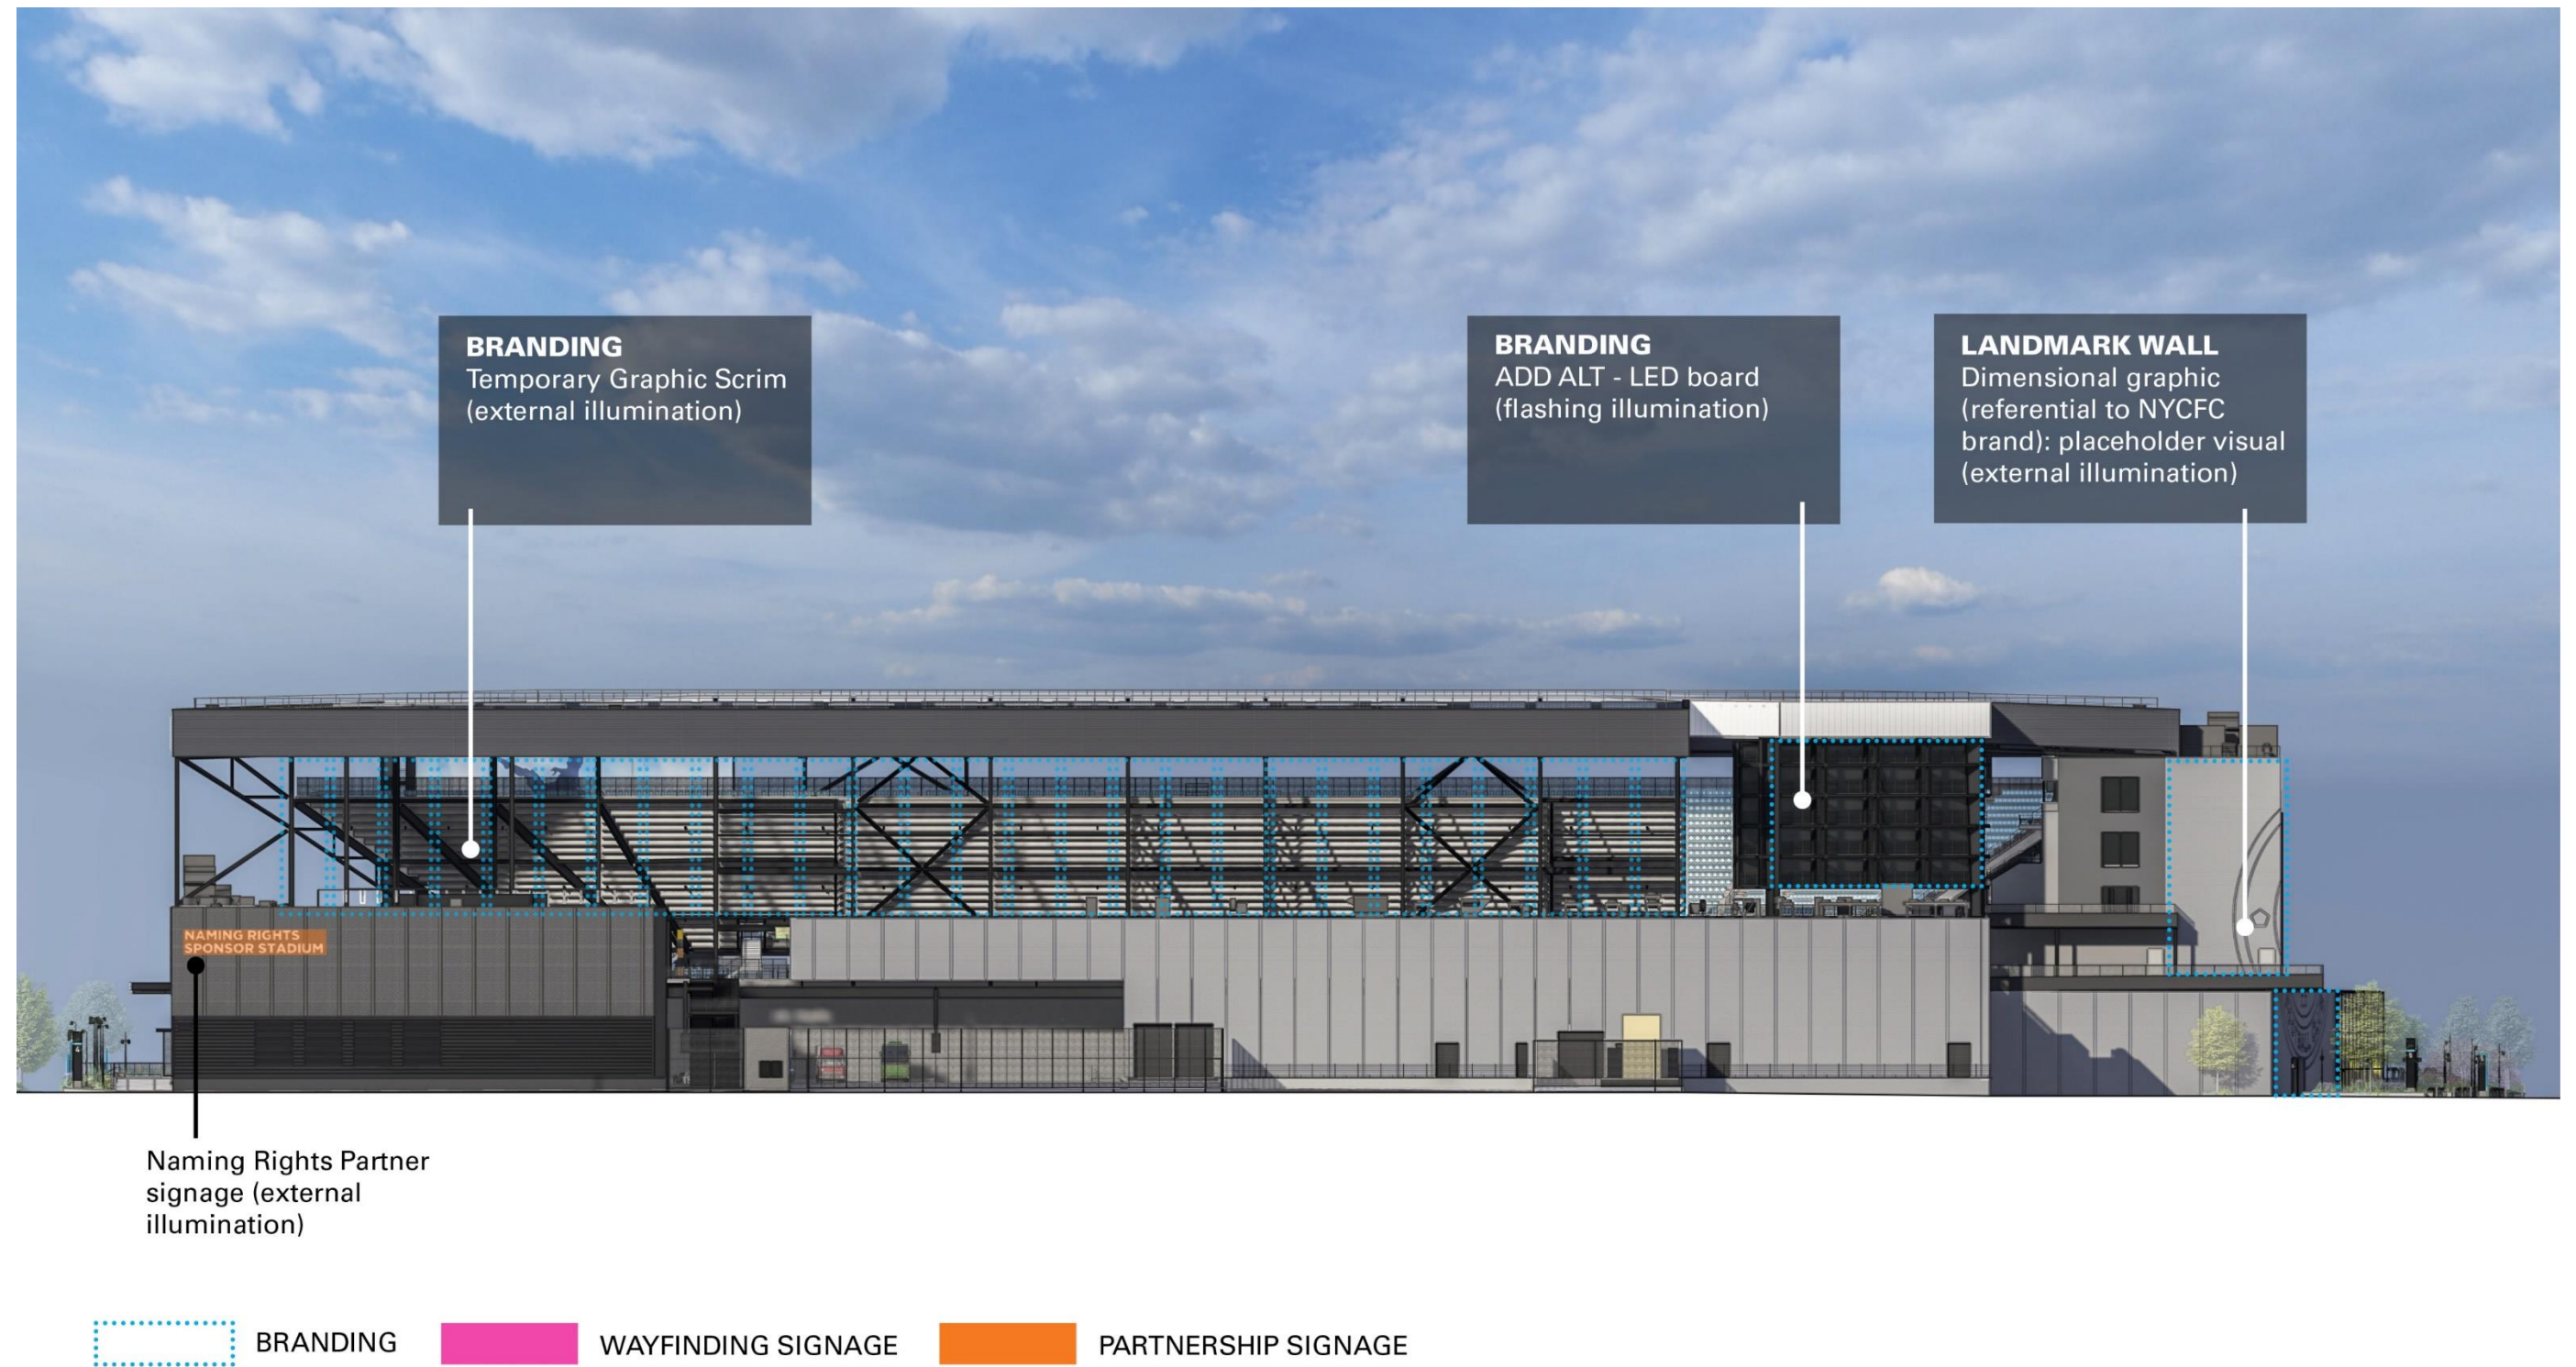 BRANDING
Temporary Graphic Scrim
(external illumination)
BRANDING
ADD ALT - LED board
(flashing illumination)
LANDMARK WALL
Dimensional graphic
(referential to NYCFC
brand): placeholder visual
(external illumination)
NAMING RIGHTS
SPONSOR STADIUM
Naming Rights Partner
signage (external
illumination)
BRANDING
WAYFINDING SIGNAGE
PARTNERSHIP SIGNAGE